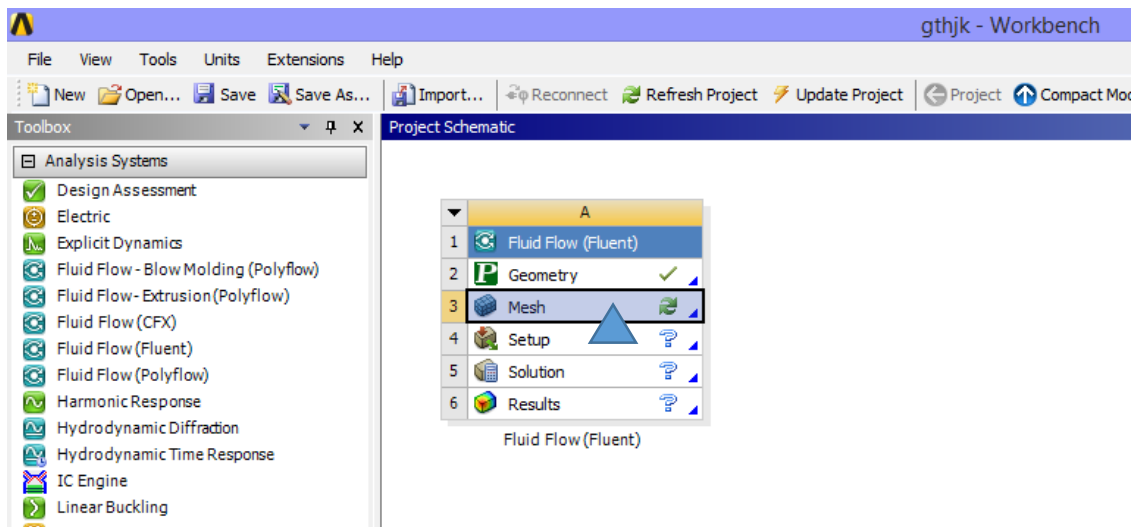 gthjk - Workbench
File View Tools Units Extensions Help
New Open... Save Save As... Import... Reconnect Refresh Project Update Project Project Compact Mod
Toolbox
Project Schematic
Analysis Systems
Design Assessment
Electric
Explicit Dynamics
Fluid Flow - Blow Molding (Polyflow)
Fluid Flow - Extrusion (Polyflow)
Fluid Flow (CFX)
Fluid Flow (Fluent)
Fluid Flow (Polyflow)
Harmonic Response
Hydrodynamic Diffraction
Hydrodynamic Time Response
IC Engine
Linear Buckling
A
1 Fluid Flow (Fluent)
2 Geometry
3 Mesh
4 Setup ?
5 Solution ?
6 Results ?
Fluid Flow (Fluent)